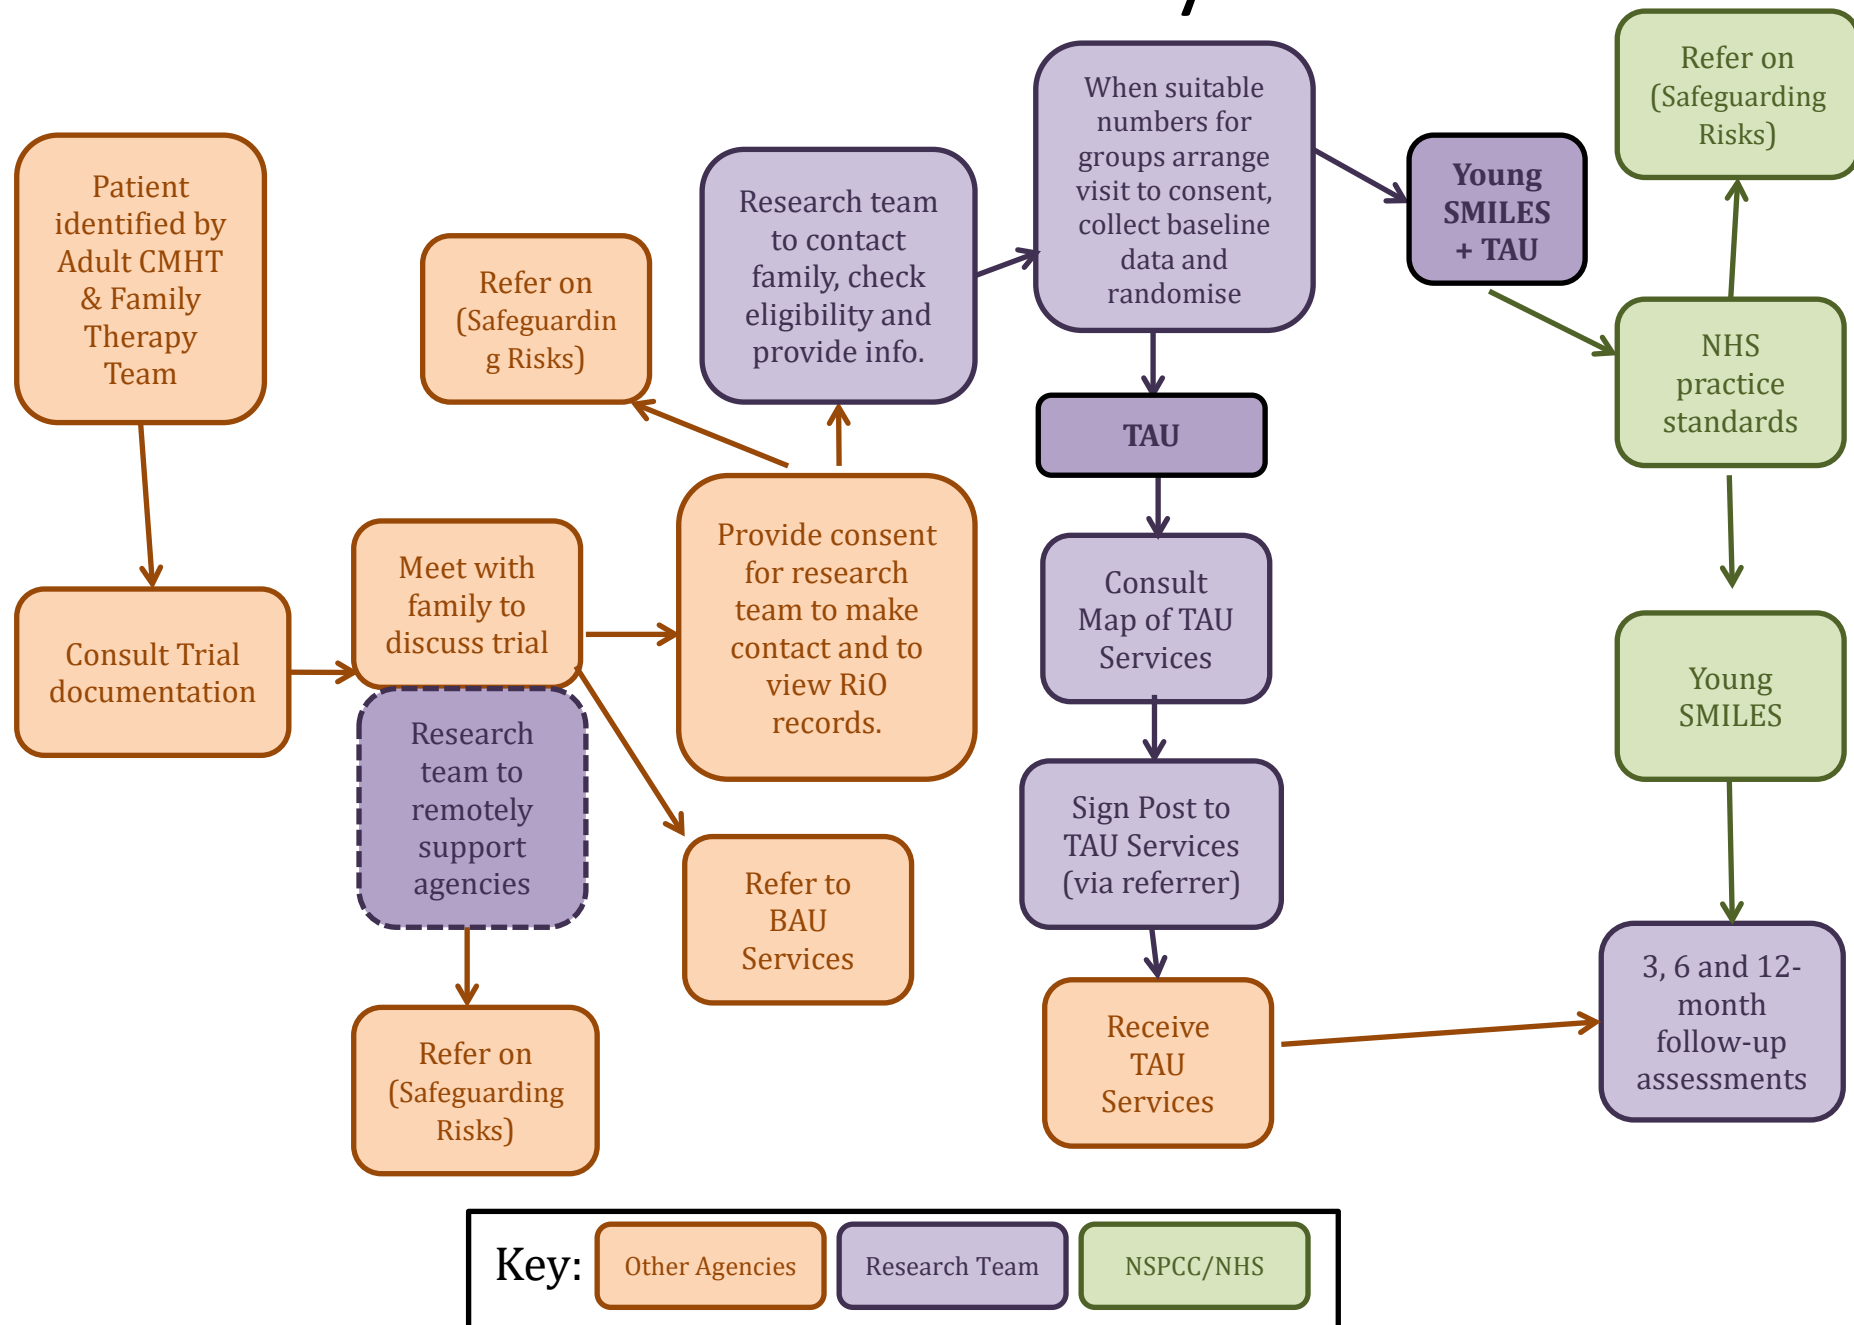 Patient
identified by
Adult CMHT
& Family
Therapy
Team
Consult Trial
documentation
Meet with
family to
discuss trial
Research
team to
remotely
support
agencies
Refer on
(Safeguarding
Risks)
Refer on
(Safeguardin
g Risks)
Provide consent
for research
team to make
contact and to
view RiO
records.
Refer to
BAU
Services
Research team
to contact
family, check
eligibility and
provide info.
When suitable
numbers for
groups arrange
visit to consent,
collect baseline
data and
randomise
TAU
Consult
Map of TAU
Services
Sign Post to
TAU Services
(via referrer)
Receive
TAU
Services
Young
SMILES
+ TAU
Refer on
(Safeguarding
Risks)
NHS
practice
standards
Young
SMILES
3, 6 and 12-
month
follow-up
assessments
Key:
Other Agencies
Research Team
NSPCC/NHS